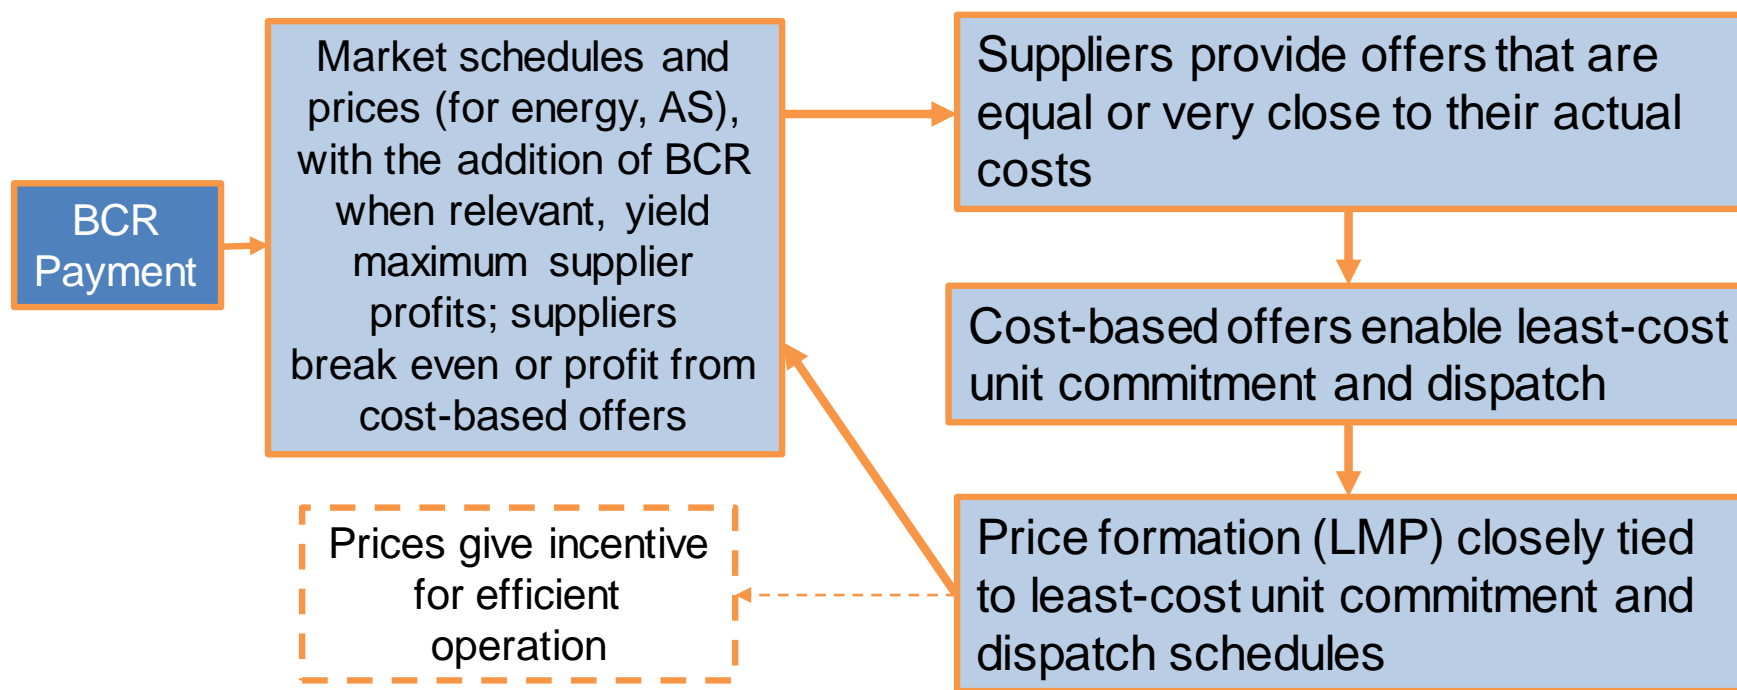 BCR
Payment
Market schedules and
prices (for energy, AS),
with the addition of BCR
when relevant, yield
maximum supplier
profits; suppliers
break even or profit from
cost-based offers
Suppliers provide offers that are
equal or very close to their actual
costs
Cost-based offers enable least-cost
unit commitment and dispatch
Price formation (LMP) closely tied
to least-cost unit commitment and
dispatch schedules
Prices give incentive
for efficient
operation